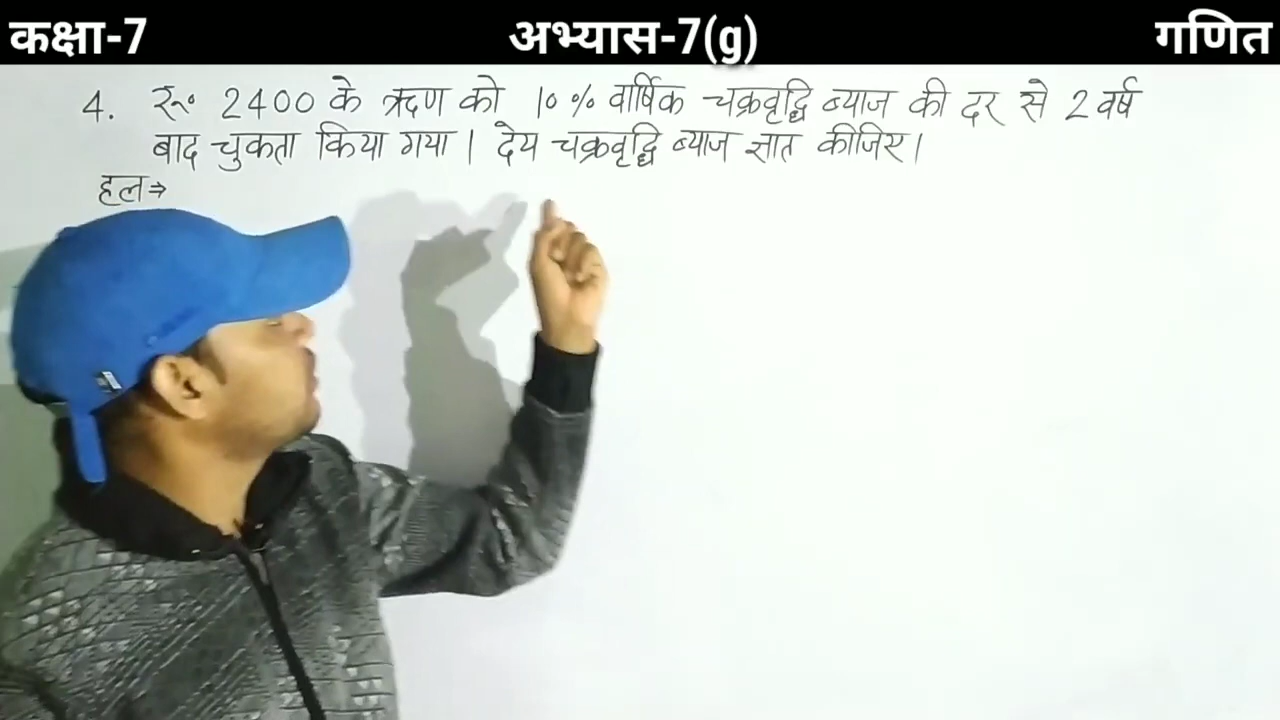 कक्षा-7 अभ्यास-7(g) गणित
4. रू० 2400 के ऋण को 10% वार्षिक चक्रवृद्धि ब्याज की दर से 2 वर्ष
बाद चुकता किया गया। देय चक्रवृद्धि ब्याज ज्ञात कीजिए।
हल⇒